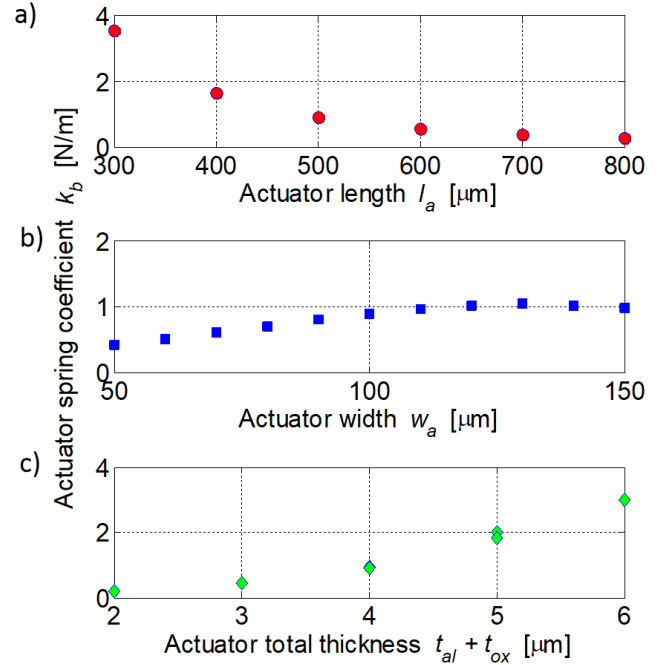 a)
4
2
0
300 400 500 600 700 800
Actuator length l_a [μm]
Actuator spring coefficient k_b [N/m]
b)
2
1
0
50 100 150
Actuator width w_a [μm]
c)
4
2
0
2 3 4 5 6
Actuator total thickness t_al + t_ox [μm]